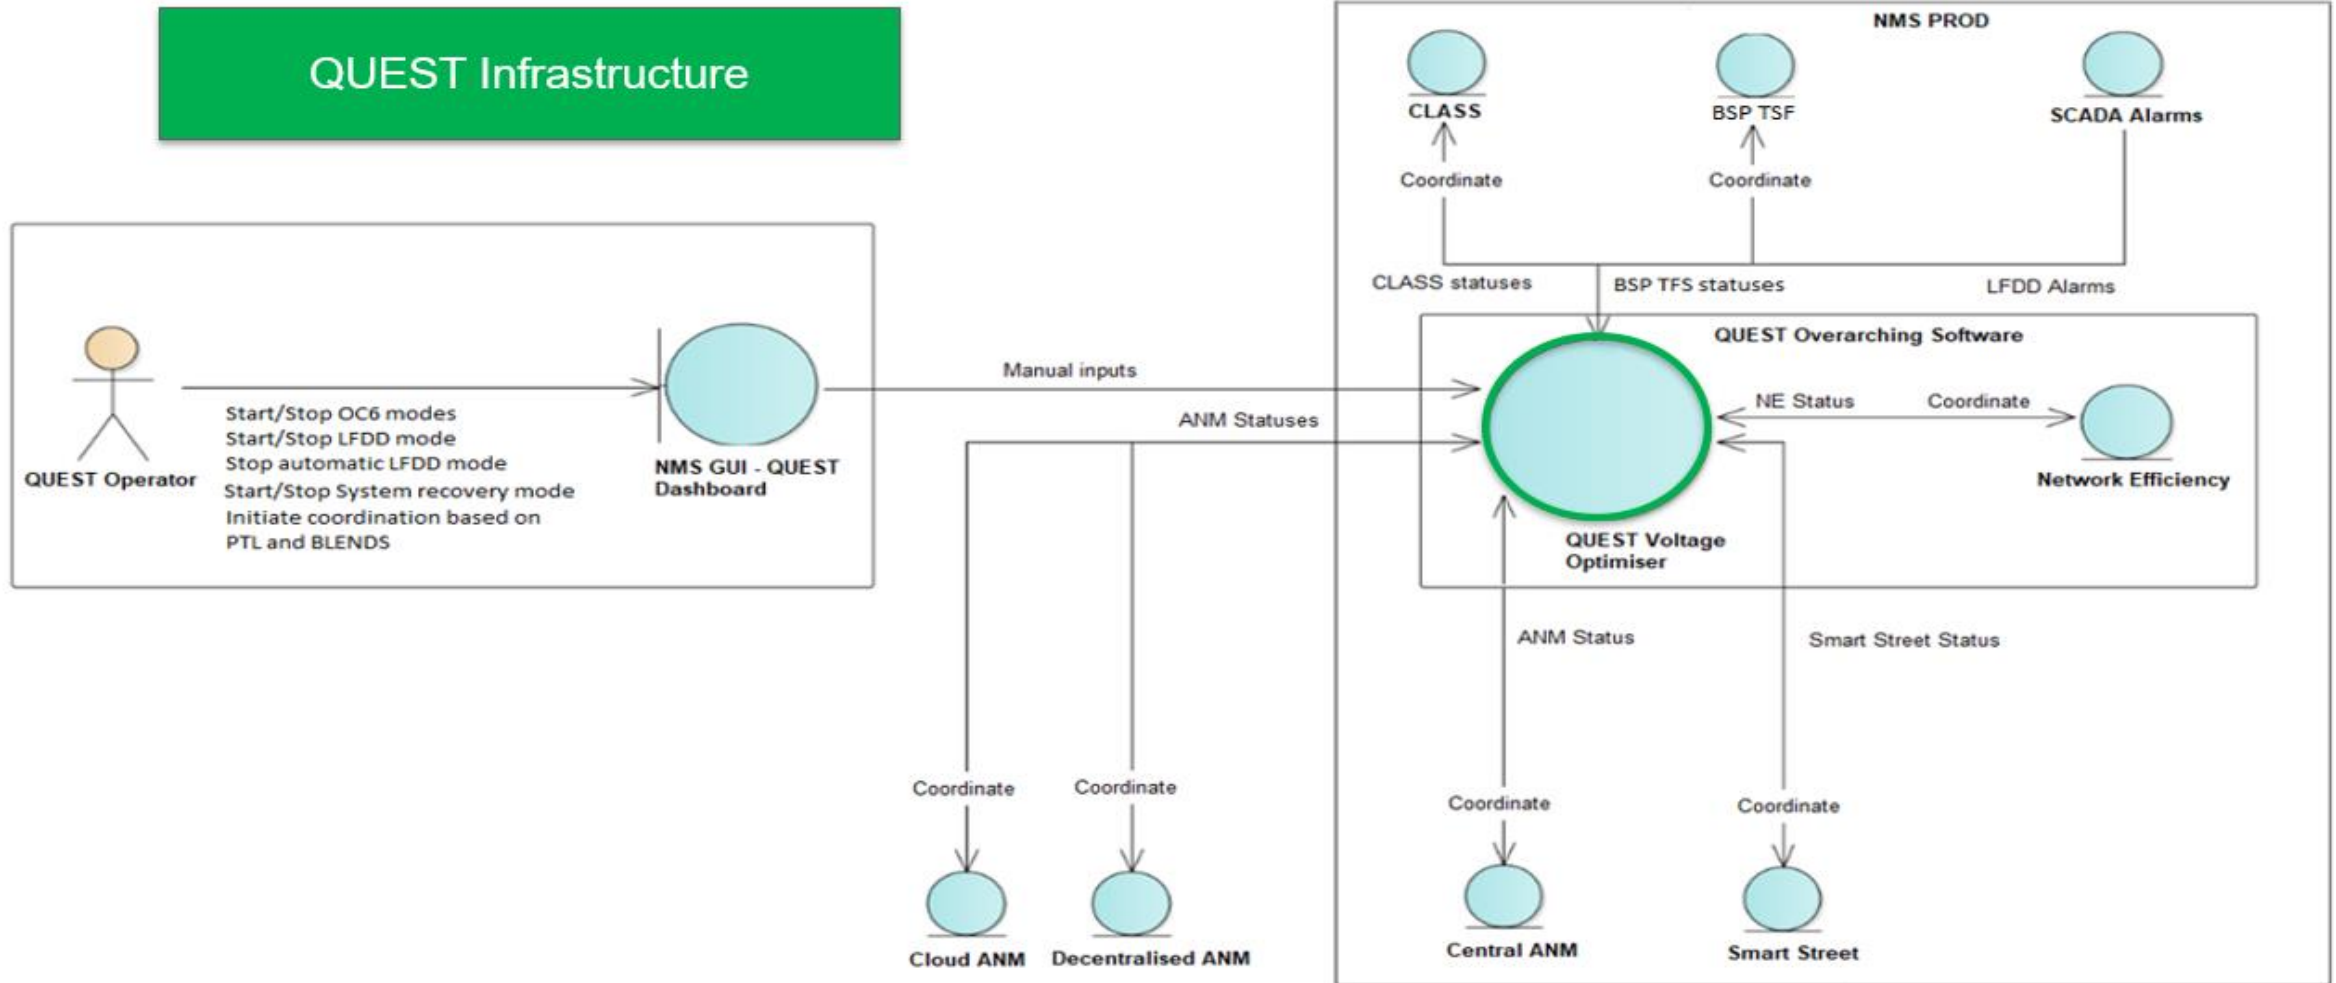 QUEST Infrastructure
NMS PROD
CLASS
BSP TSF
SCADA Alarms
Coordinate
Coordinate
CLASS statuses
BSP TFS statuses
LFDD Alarms
QUEST Overarching Software
Manual inputs
ANM Statuses
NE Status
Coordinate
Start/Stop OC6 modes
Start/Stop LFDD mode
Stop automatic LFDD mode
Start/Stop System recovery mode
Initiate coordination based on
PTL and BLENDS
QUEST Operator
NMS GUI - QUEST
Dashboard
Network Efficiency
QUEST Voltage
Optimiser
ANM Status
Smart Street Status
Coordinate
Coordinate
Coordinate
Coordinate
Cloud ANM
Decentralised ANM
Central ANM
Smart Street